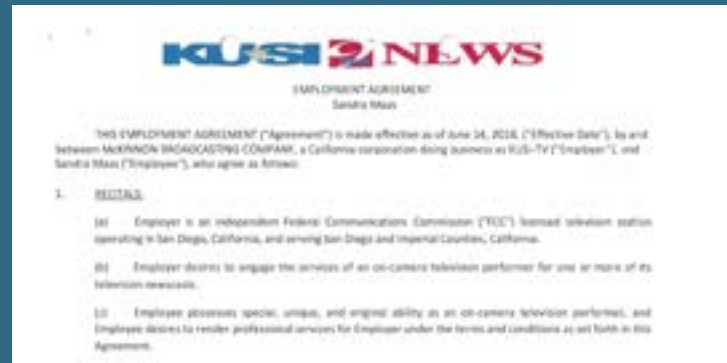 KUSI NEWS
EMPLOYMENT AGREEMENT
Sandra Maas
THIS EMPLOYMENT AGREEMENT ("Agreement") is made effective as of June 14, 2018, ("Effective Date"), by and
between McKINNON BROADCASTING COMPANY, a California corporation doing business as KUSI-TV ("Employer"), and
Sandra Maas ("Employee"), who agree as follows:
1. RECITALS.
(a) Employer is an independent Federal Communications Commission ("FCC") licensed television station
operating in San Diego, California, and serving San Diego and Imperial Counties, California.
(b) Employer desires to engage the services of an on-camera television performer for one or more of its
television newscasts.
(c) Employee possesses special, unique, and original ability as an on-camera television performer, and
Employee desires to render professional services for Employer under the terms and conditions as set forth in this
Agreement.